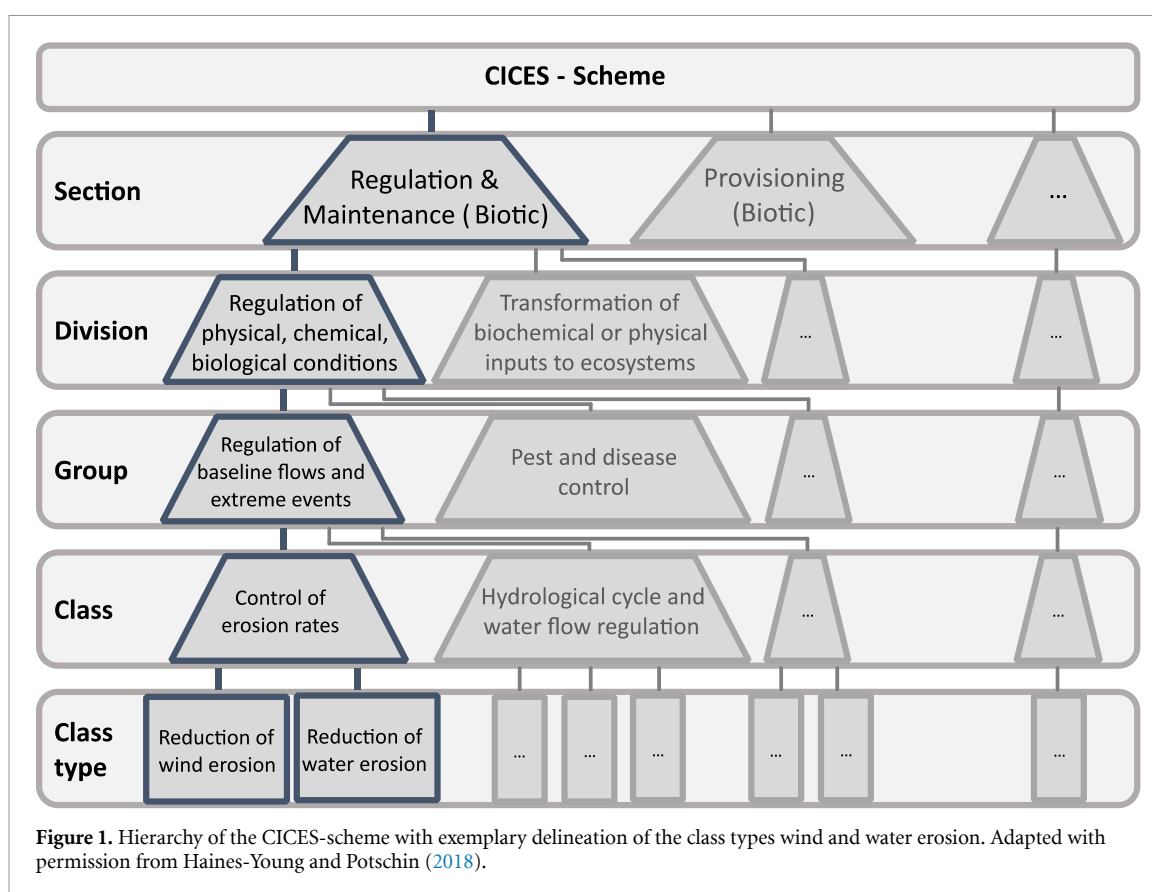 CICES - Scheme
Section
Regulation &
Maintenance (Biotic)
Provisioning
(Biotic)
...
Division
Regulation of
physical, chemical,
biological conditions
Transformation of
biochemical or physical
inputs to ecosystems
...
...
Group
Regulation of
baseline flows and
extreme events
Pest and disease
control
...
...
Class
Control of
erosion rates
Hydrological cycle and
water flow regulation
...
...
Class
type
Reduction of
wind erosion
Reduction of
water erosion
...
...
...
...
...
...
Figure 1. Hierarchy of the CICES-scheme with exemplary delineation of the class types wind and water erosion. Adapted with
permission from Haines-Young and Potschin (2018).